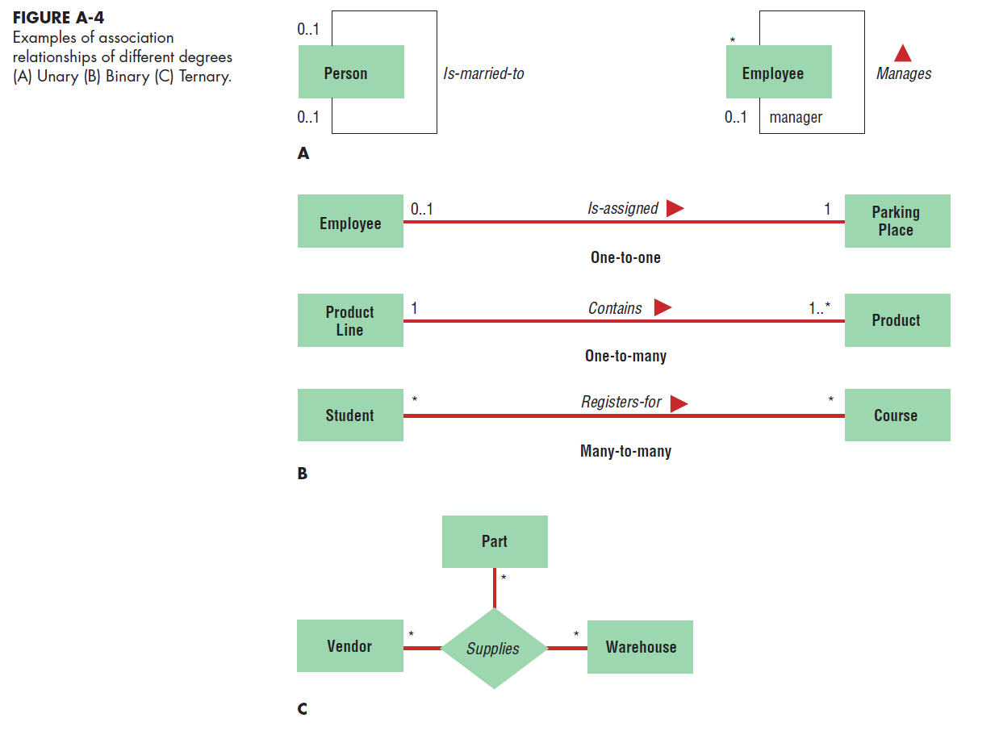 FIGURE A-4
Examples of association
relationships of different degrees
(A) Unary (B) Binary (C) Ternary.
0..1
Person
Is-married-to
0..1
*
Employee
Manages
0..1 manager
A
Employee
0..1
Is-assigned
1
Parking
Place
One-to-one
Product
Line
1
Contains
1..*
Product
One-to-many
Student
*
Registers-for
*
Course
Many-to-many
B
Part
*
Vendor
*
Supplies
*
Warehouse
C